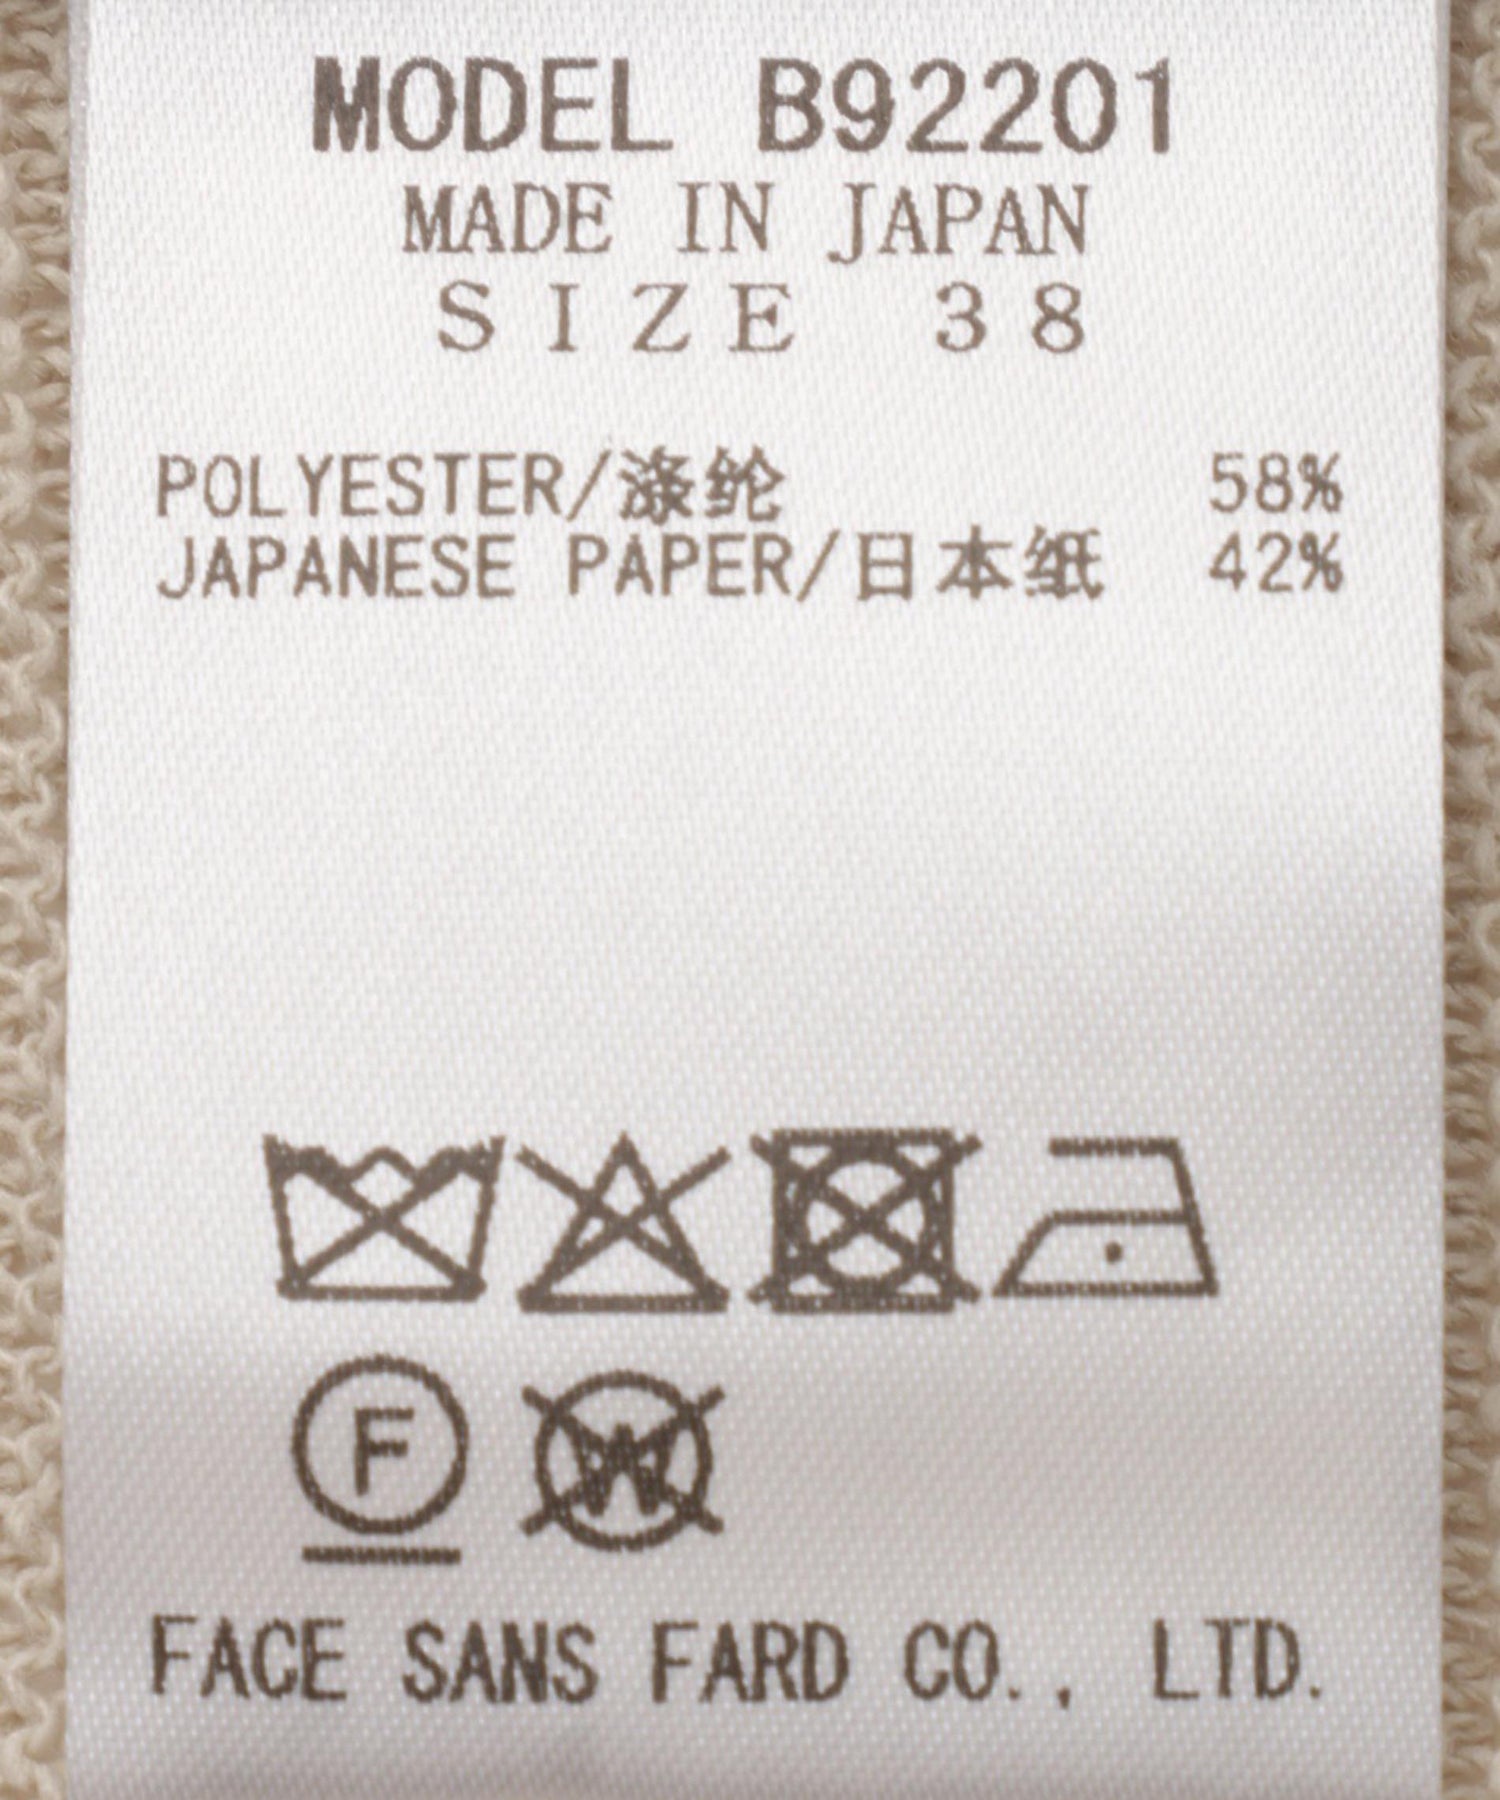 MODEL B92201
MADE IN JAPAN
SIZE 38
POLYESTER/涤纶 58%
JAPANESE PAPER/日本纸 42%
F W
FACE SANS FARD CO., LTD.